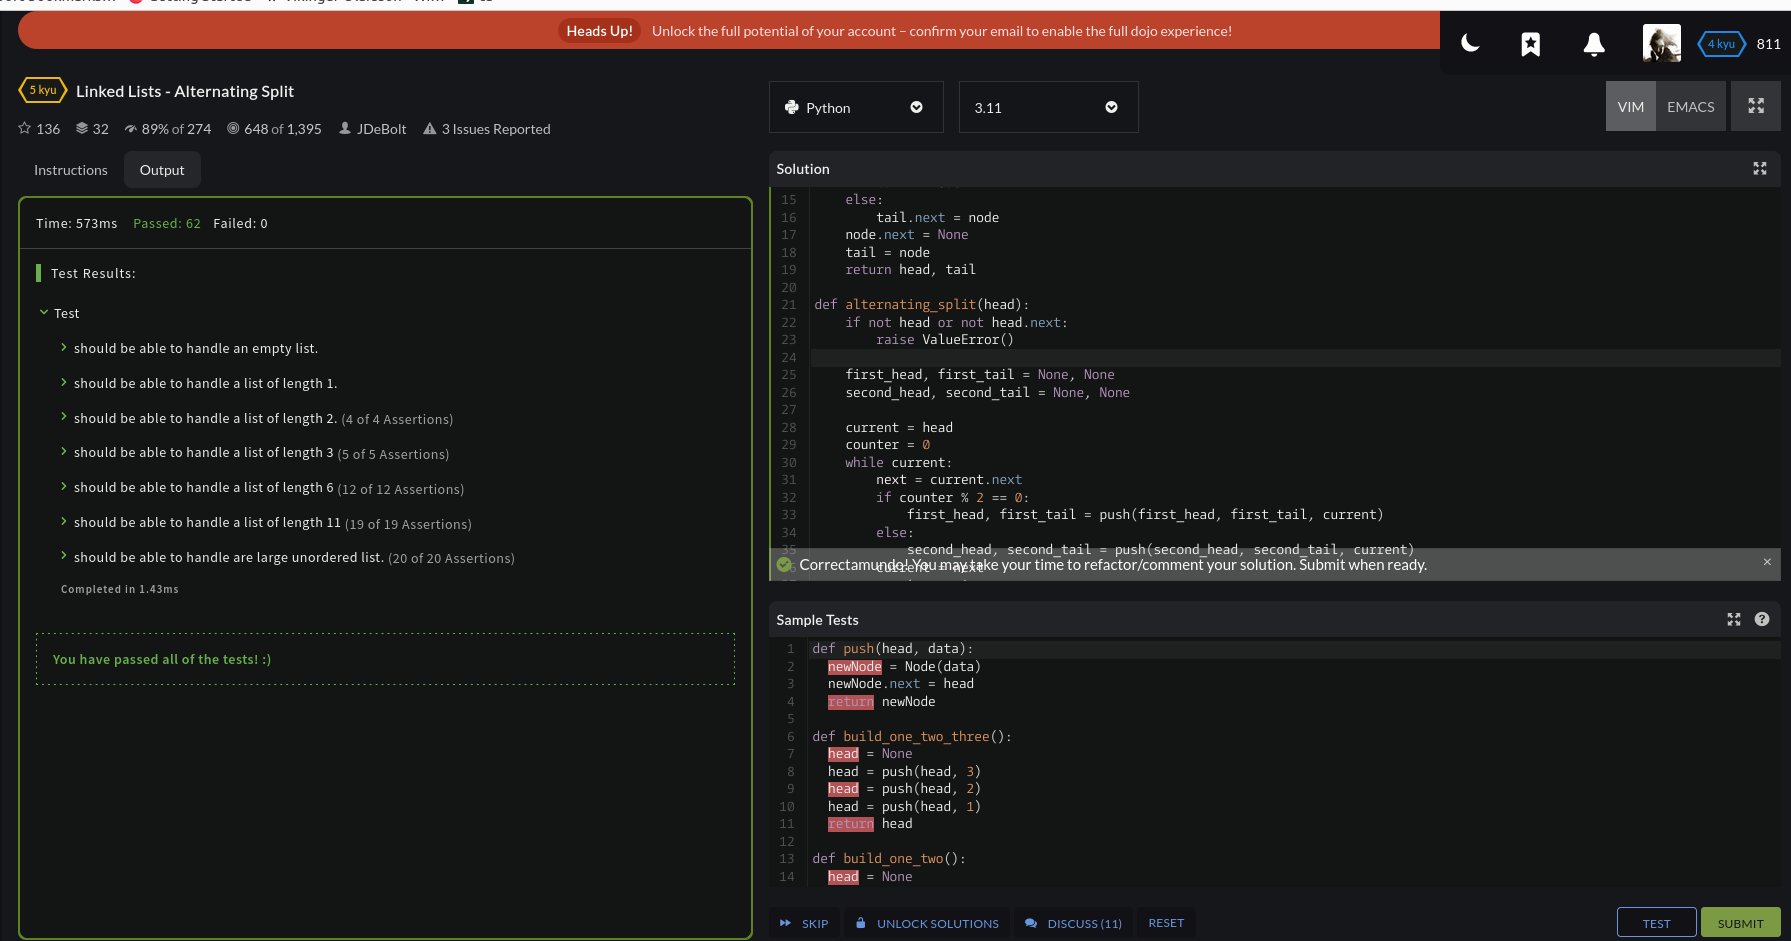 Heads Up! Unlock the full potential of your account – confirm your email to enable the full dojo experience!
4 kyu 811
5 kyu Linked Lists - Alternating Split
136 32 89% of 274 648 of 1,395 JDeBolt 3 Issues Reported
Instructions Output
Time: 573ms Passed: 62 Failed: 0
Test Results:
Test
should be able to handle an empty list.
should be able to handle a list of length 1.
should be able to handle a list of length 2. (4 of 4 Assertions)
should be able to handle a list of length 3 (5 of 5 Assertions)
should be able to handle a list of length 6 (12 of 12 Assertions)
should be able to handle a list of length 11 (19 of 19 Assertions)
should be able to handle are large unordered list. (20 of 20 Assertions)
Completed in 1.43ms
You have passed all of the tests! :)
Python 3.11 VIM EMACS
Solution
15 else:
16 tail.next = node
17 node.next = None
18 tail = node
19 return head, tail
20
21 def alternating_split(head):
22 if not head or not head.next:
23 raise ValueError()
24
25 first_head, first_tail = None, None
26 second_head, second_tail = None, None
27
28 current = head
29 counter = 0
30 while current:
31 next = current.next
32 if counter % 2 == 0:
33 first_head, first_tail = push(first_head, first_tail, current)
34 else:
35 second_head, second_tail = push(second_head, second_tail, current)
current = next
Correctamundo! You may take your time to refactor/comment your solution. Submit when ready. ×
Sample Tests
1 def push(head, data):
2 newNode = Node(data)
3 newNode.next = head
4 return newNode
5
6 def build_one_two_three():
7 head = None
8 head = push(head, 3)
9 head = push(head, 2)
10 head = push(head, 1)
11 return head
12
13 def build_one_two():
14 head = None
SKIP UNLOCK SOLUTIONS DISCUSS (11) RESET TEST SUBMIT